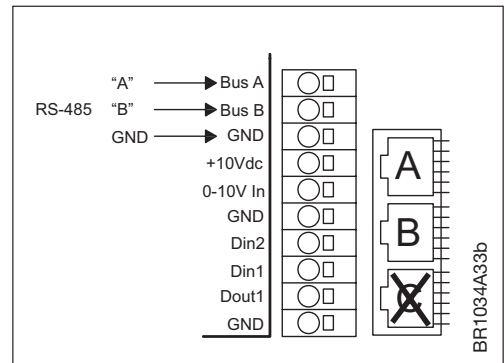 “A” Bus A
RS-485 “B” Bus B
GND GND
+10Vdc
0-10V In
GND
Din2
Din1
Dout1
GND
A
B
C
BR1034A33b